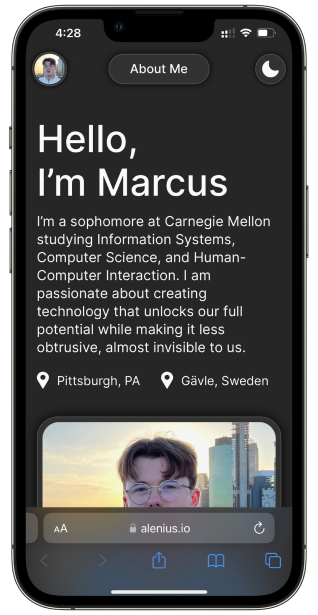 4:28
About Me
Hello,
I'm Marcus
I'm a sophomore at Carnegie Mellon
studying Information Systems,
Computer Science, and Human-
Computer Interaction. I am
passionate about creating
technology that unlocks our full
potential while making it less
obtrusive, almost invisible to us.
Pittsburgh, PA
Gävle, Sweden
AA
alenius.io